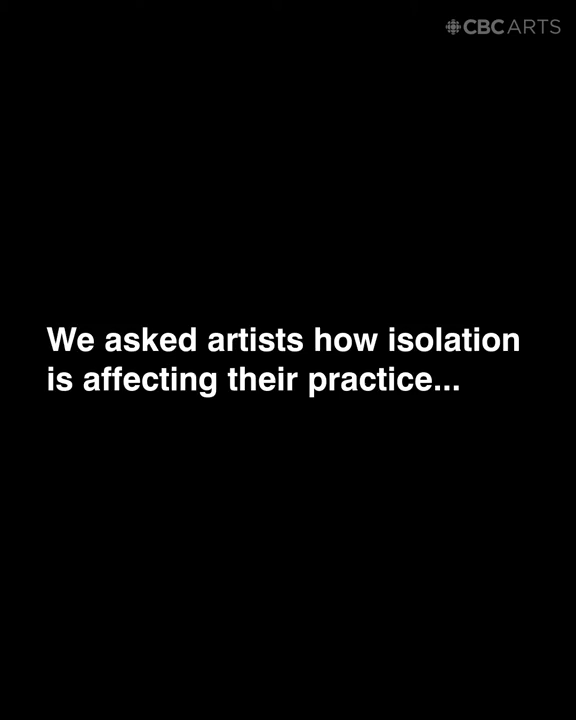 CBC ARTS
We asked artists how isolation
is affecting their practice...